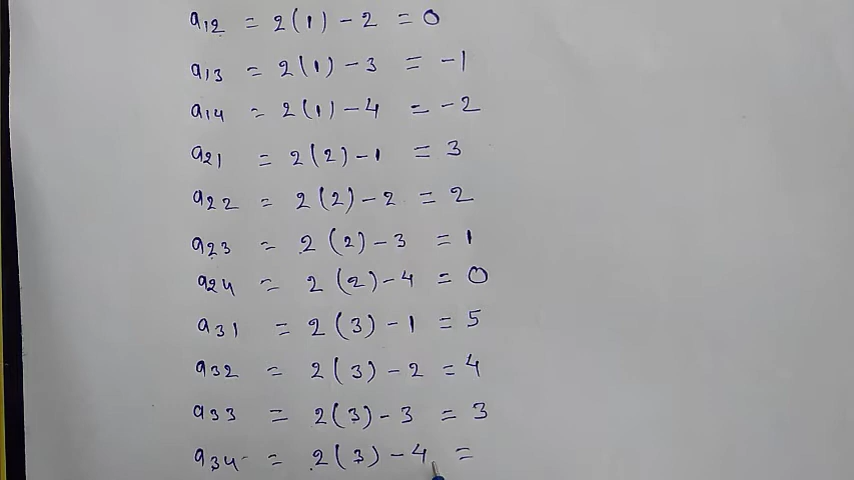 a12 = 2(1) - 2 = 0
a13 = 2(1) - 3 = -1
a14 = 2(1) - 4 = -2
a21 = 2(2) - 1 = 3
a22 = 2(2) - 2 = 2
a23 = 2(2) - 3 = 1
a24 = 2(2) - 4 = 0
a31 = 2(3) - 1 = 5
a32 = 2(3) - 2 = 4
a33 = 2(3) - 3 = 3
a34 = 2(3) - 4 =